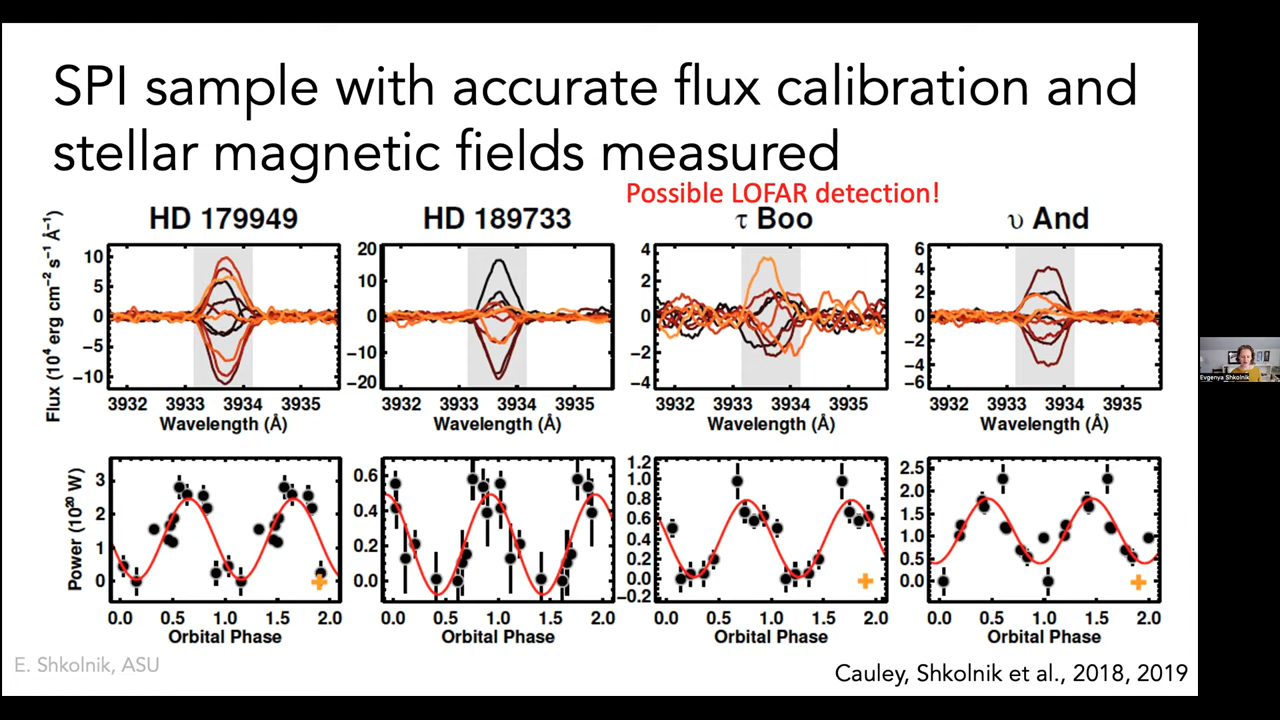 SPI sample with accurate flux calibration and
stellar magnetic fields measured
Possible LOFAR detection!
HD 179949
HD 189733
τ Boo
υ And
Flux (10⁴ erg cm⁻² s⁻¹ Å⁻¹)
10
5
0
−5
−10
3932 3933 3934 3935
Wavelength (Å)
20
10
0
−10
−20
3932 3933 3934 3935
Wavelength (Å)
4
2
0
−2
−4
3932 3933 3934 3935
Wavelength (Å)
6
4
2
0
−2
−4
−6
3932 3933 3934 3935
Wavelength (Å)
Power (10²⁰ W)
3
2
1
0
0.0 0.5 1.0 1.5 2.0
Orbital Phase
0.6
0.4
0.2
0.0
0.0 0.5 1.0 1.5 2.0
Orbital Phase
1.2
1.0
0.8
0.6
0.4
0.2
0.0
−0.2
0.0 0.5 1.0 1.5 2.0
Orbital Phase
2.5
2.0
1.5
1.0
0.5
0.0
0.0 0.5 1.0 1.5 2.0
Orbital Phase
E. Shkolnik, ASU
Cauley, Shkolnik et al., 2018, 2019
Evgenya Shkolnik